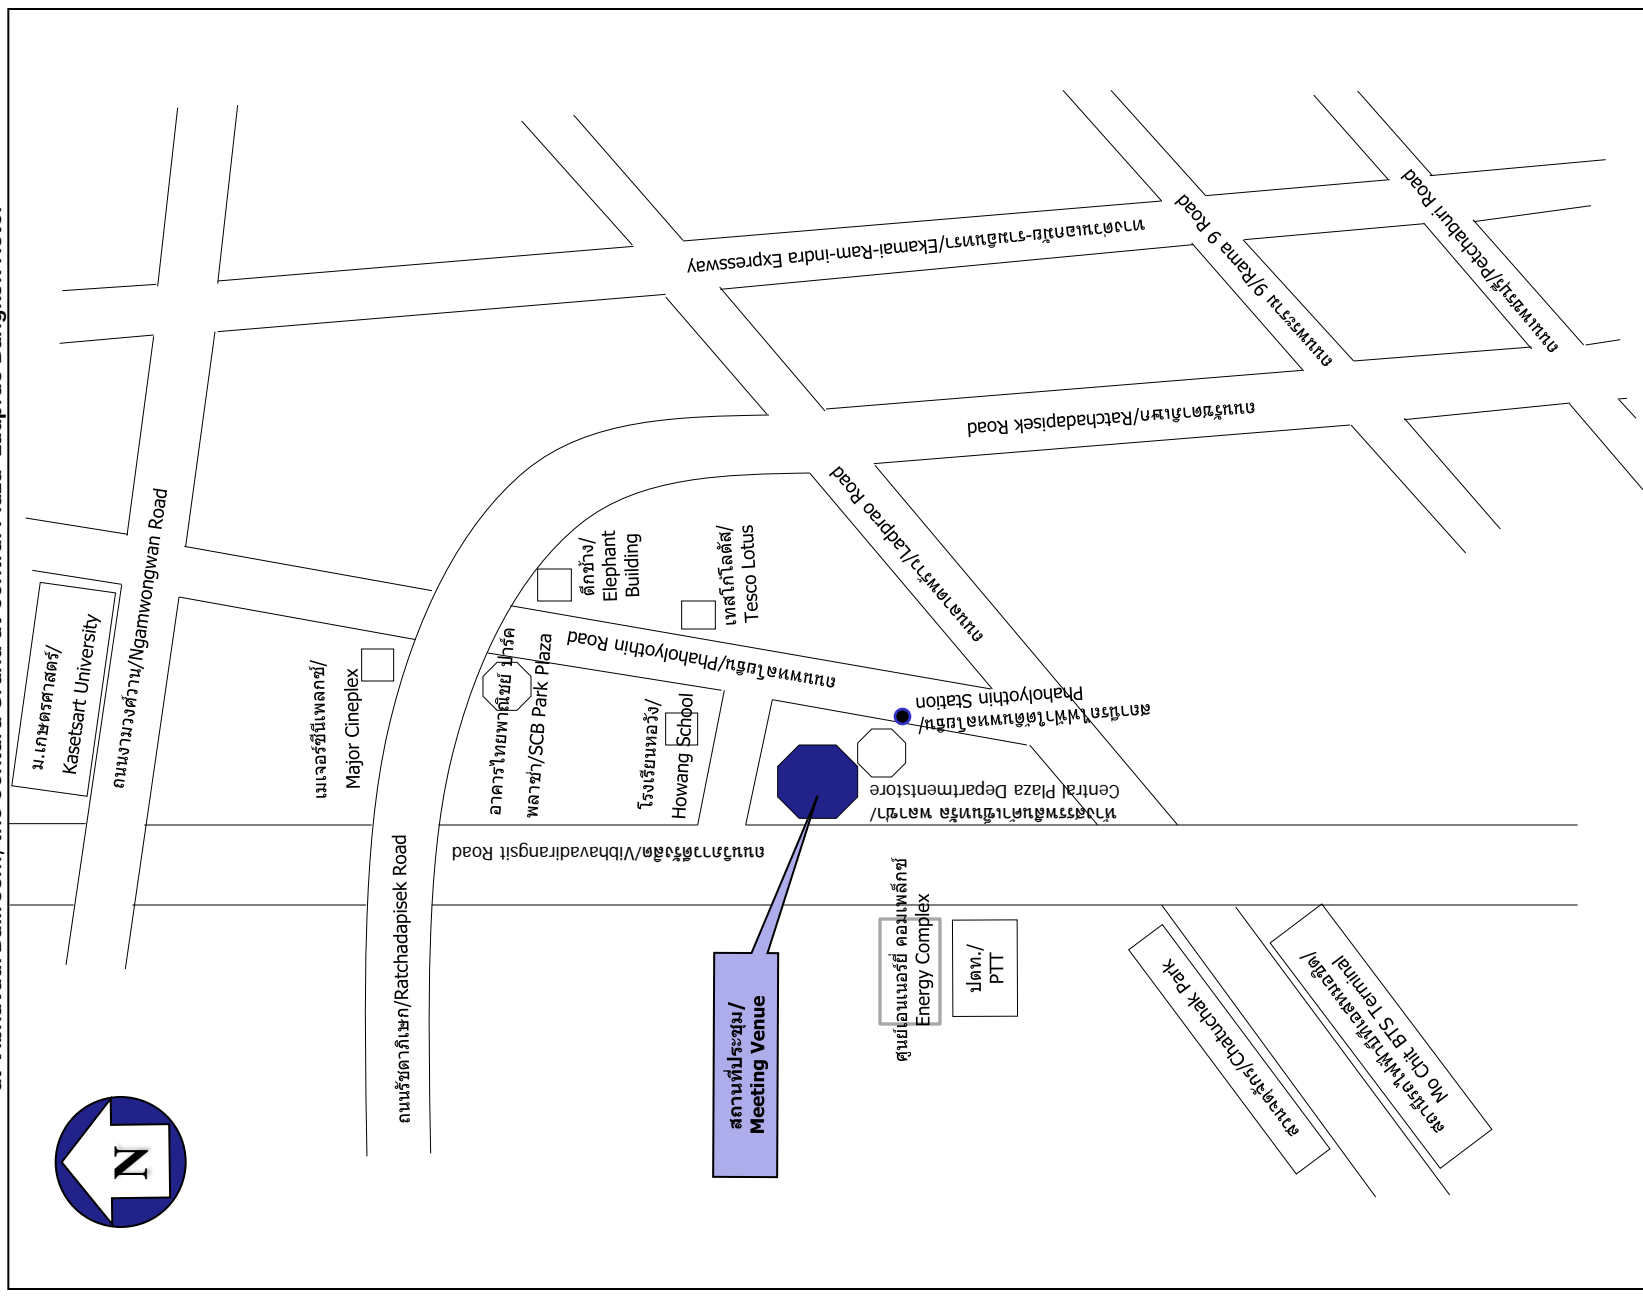 ทางด่วนเอกมัย-รามอินทรา/Ekamai-Ram-indra Expressway
ถนนพระราม 9/Rama 9 Road
ถนนเพชรบุรี/Petchaburi Road
ถนนรัชดาภิเษก/Ratchadapisek Road
ถนนงามวงศ์วาน/Ngamwongwan Road
ม.เกษตรศาสตร์/
Kasetsart University
ถนนลาดพร้าว/Ladprao Road
ตึกช้าง/
Elephant
Building
เทสโก้โลตัส/
Tesco Lotus
ถนนพหลโยธิน/Phaholyothin Road
เมเจอร์ซีนีเพลกซ์/
Major Cineplex
อาคารไทยพาณิชย์ ปาร์ค
พลาซ่า/SCB Park Plaza
โรงเรียนหอวัง/
Howang School
สถานีรถไฟฟ้าใต้ดินพหลโยธิน/
Phaholyothin Station
ห้างสรรพสินค้าเซ็นทรัล พลาซ่า/
Central Plaza Departmentstore
ถนนวิภาวดีรังสิต/Vibhavadirangsit Road
ถนนรัชดาภิเษก/Ratchadapisek Road
ศูนย์เอนเนอร์ยี่ คอมเพล็กซ์
Energy Complex
ปตท./
PTT
สถานที่ประชุม/
Meeting Venue
สวนจตุจักร/Chatuchak Park
สถานีรถไฟฟ้าบีทีเอสหมอชิต/
Mo Chit BTS Terminal
N